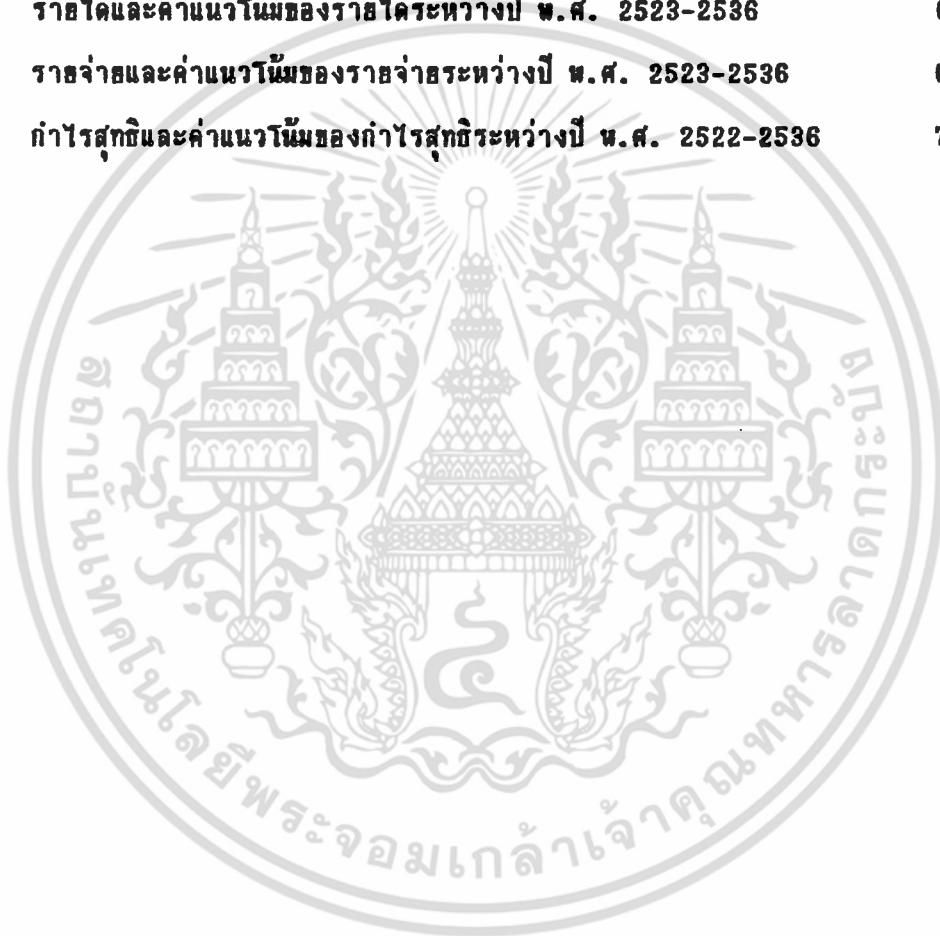 รายได้และค่าแนวโน้มของรายได้ระหว่างปี พ.ศ. 2523-2536
รายจ่ายและค่าแนวโน้มของรายจ่ายระหว่างปี พ.ศ. 2523-2536
กำไรสุทธิและค่าแนวโน้มของกำไรสุทธิระหว่างปี พ.ศ. 2522-2536
สถาบันเทคโนโลยีพระจอมเกล้าเจ้าคุณทหารลาดกระบัง
๔